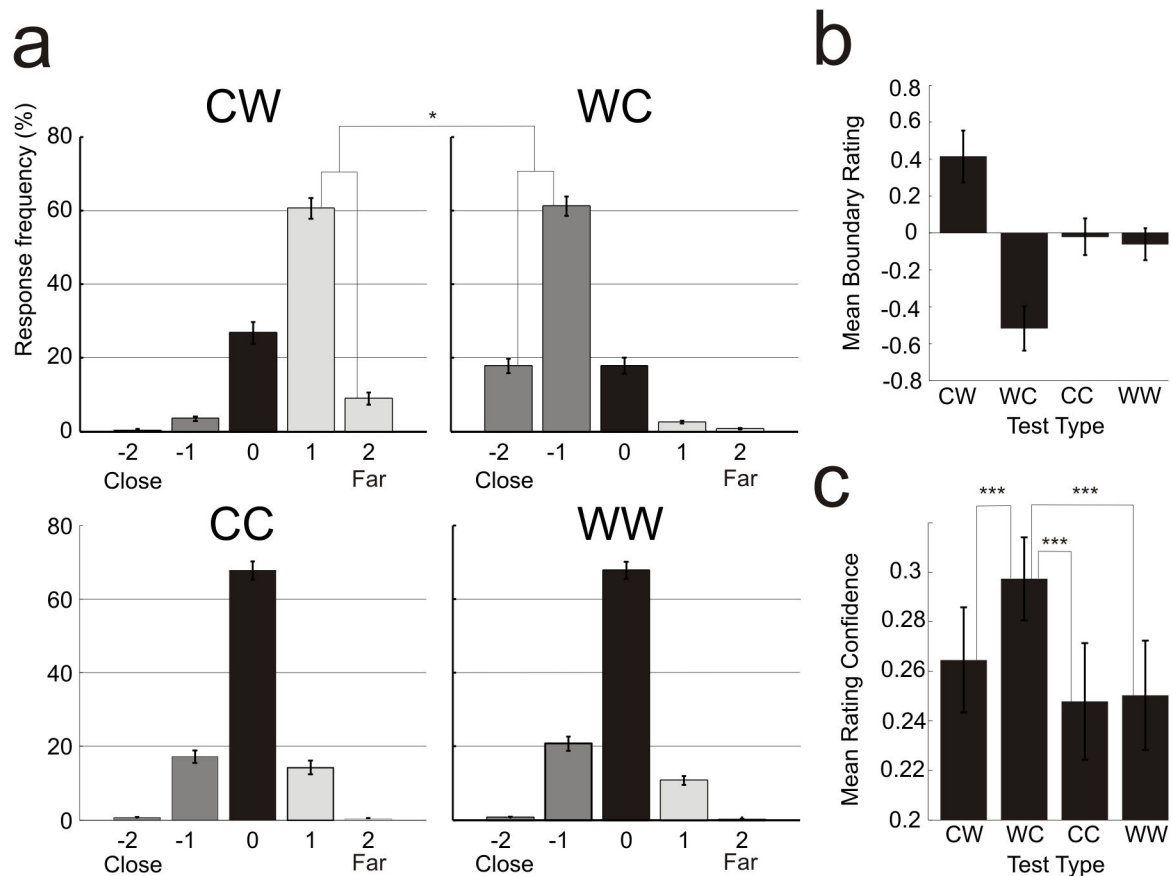 a
CW
WC
*
Response frequency (%)
80
60
40
20
0
-2 -1 0 1 2
Close Far
-2 -1 0 1 2
Close Far
CC
WW
80
60
40
20
0
-2 -1 0 1 2
Close Far
-2 -1 0 1 2
Close Far
b
Mean Boundary Rating
0.8
0.6
0.4
0.2
0
-0.2
-0.4
-0.6
-0.8
CW WC CC WW
Test Type
c
*** ***
***
Mean Rating Confidence
0.3
0.28
0.26
0.24
0.22
0.2
CW WC CC WW
Test Type